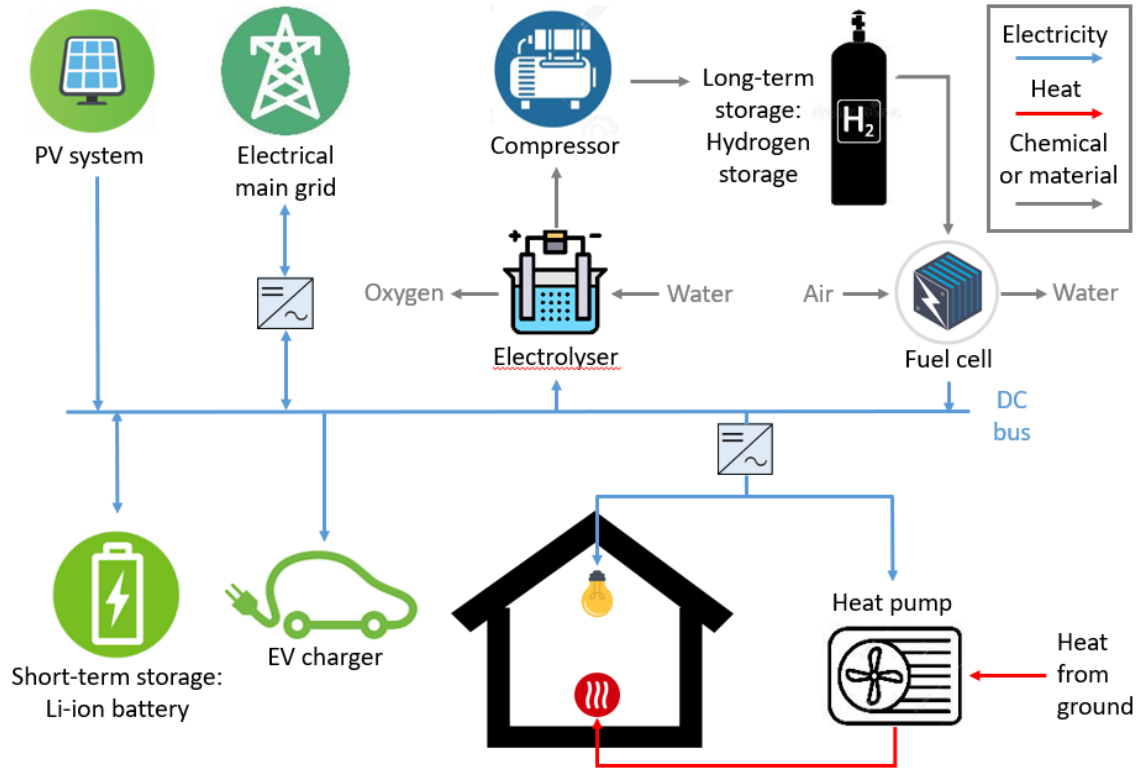 PV system
Electrical
main grid
Compressor
Long-term
storage:
Hydrogen
storage
H2
Electricity
Heat
Chemical
or material
+
−
Oxygen
Water
Electrolyser
Air
Water
Fuel cell
DC
bus
Short-term storage:
Li-ion battery
EV charger
Heat pump
Heat
from
ground